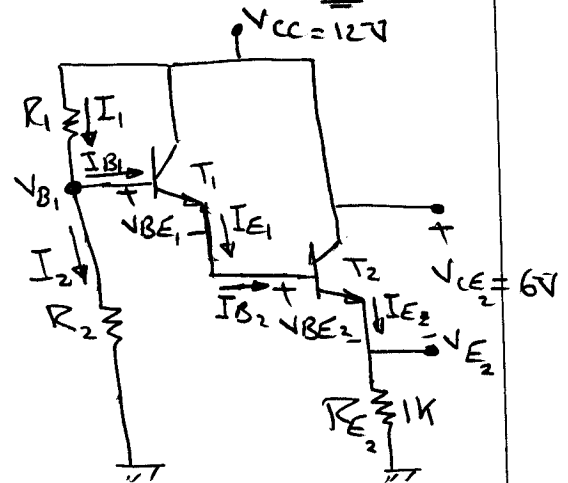 VCC = 12V
R1
I1
IB1
VB1
T1
VBE1
IE1
I2
R2
IB2
VBE2
T2
IE2
+
+
+
VCE2 = 6V
-
VE2
RE2
1K